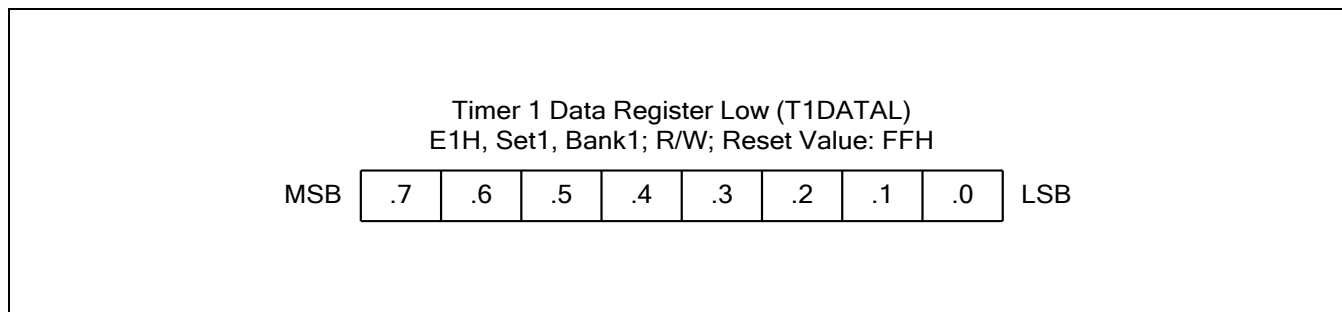 Timer 1 Data Register Low (T1DATAL)
E1H, Set1, Bank1; R/W; Reset Value: FFH
MSB .7 .6 .5 .4 .3 .2 .1 .0 LSB